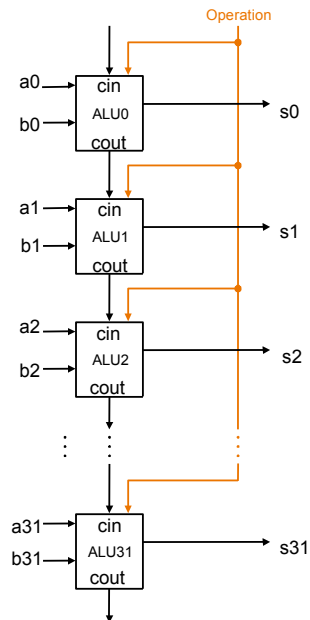 Operation
a0
cin
b0
ALU0
s0
cout
a1
cin
b1
ALU1
s1
cout
a2
cin
b2
ALU2
s2
cout
a31
cin
b31
ALU31
s31
cout